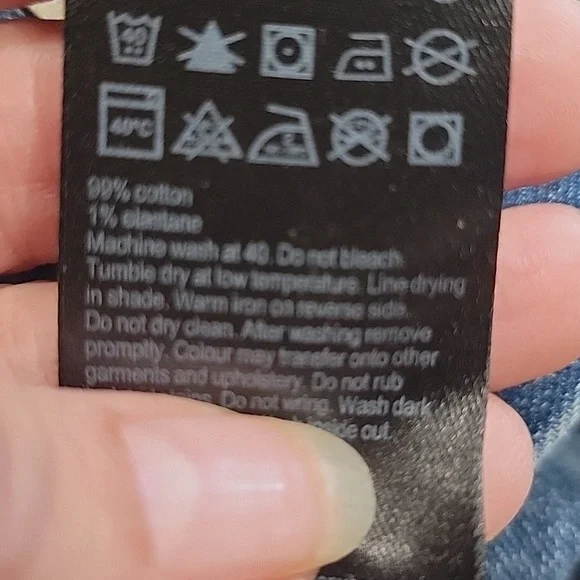 40
40°C
99% cotton
1% elastane
Machine wash at 40. Do not bleach.
Tumble dry at low temperature. Line drying
in shade. Warm iron on reverse side.
Do not dry clean. After washing remove
promptly. Colour may transfer onto other
garments and upholstery. Do not rub
Do not wring. Wash dark
inside out.